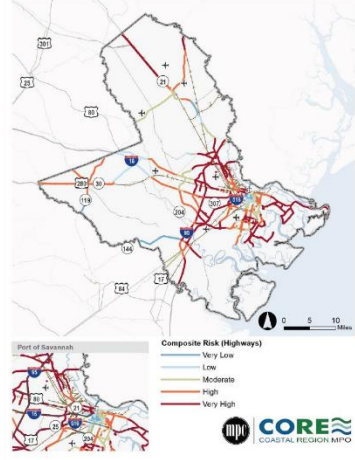 301
21
25
80
16
280
30
119
307
516
204
95
144
17
84
0 5 10
Miles
Port of Savannah
95
80
21
16
25
516
17
204
Composite Risk (Highways)
Very Low
Low
Moderate
High
Very High
mpc
CORE
COASTAL REGION MPO